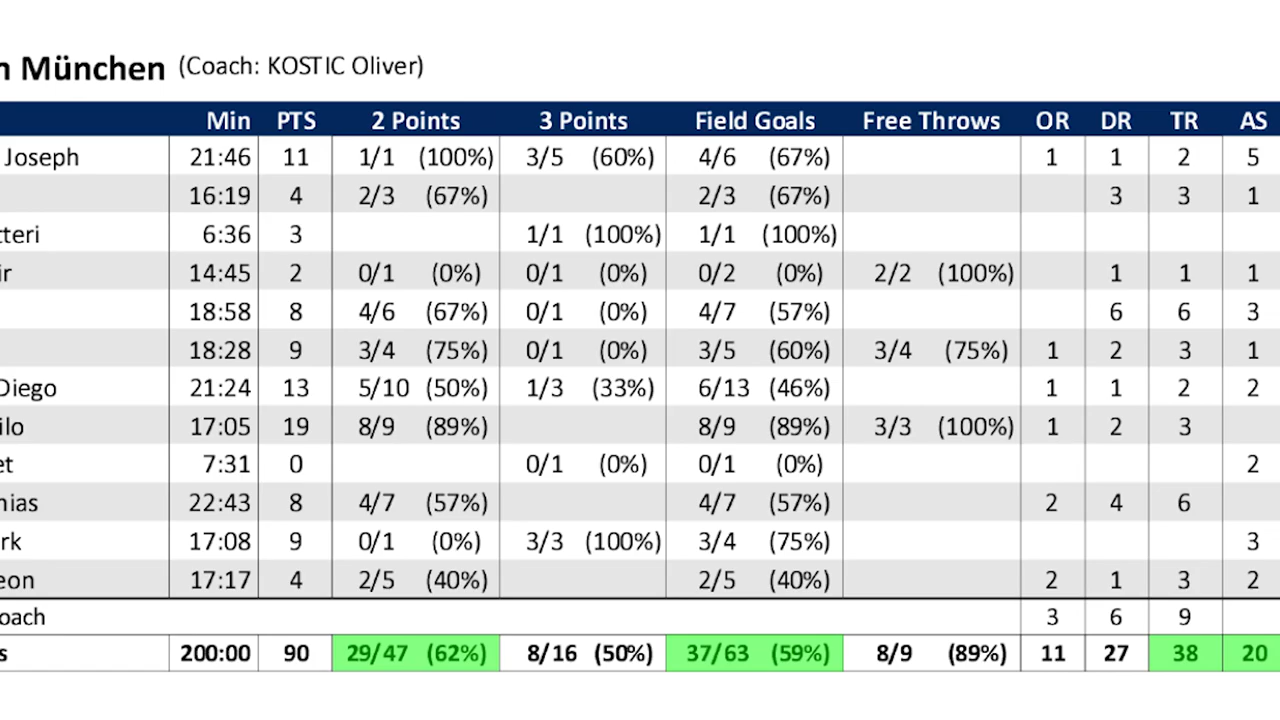 n München (Coach: KOSTIC Oliver)
Min PTS 2 Points 3 Points Field Goals Free Throws OR DR TR AS
Joseph 21:46 11 1/1 (100%) 3/5 (60%) 4/6 (67%) 1 1 2 5
16:19 4 2/3 (67%) 2/3 (67%) 3 3 1
tteri 6:36 3 1/1 (100%) 1/1 (100%)
ir 14:45 2 0/1 (0%) 0/1 (0%) 0/2 (0%) 2/2 (100%) 1 1 1
18:58 8 4/6 (67%) 0/1 (0%) 4/7 (57%) 6 6 3
18:28 9 3/4 (75%) 0/1 (0%) 3/5 (60%) 3/4 (75%) 1 2 3 1
Diego 21:24 13 5/10 (50%) 1/3 (33%) 6/13 (46%) 1 1 2 2
ilo 17:05 19 8/9 (89%) 8/9 (89%) 3/3 (100%) 1 2 3
et 7:31 0 0/1 (0%) 0/1 (0%) 2
hias 22:43 8 4/7 (57%) 4/7 (57%) 2 4 6
rk 17:08 9 0/1 (0%) 3/3 (100%) 3/4 (75%) 3
eon 17:17 4 2/5 (40%) 2/5 (40%) 2 1 3 2
oach 3 6 9
s 200:00 90 29/47 (62%) 8/16 (50%) 37/63 (59%) 8/9 (89%) 11 27 38 20